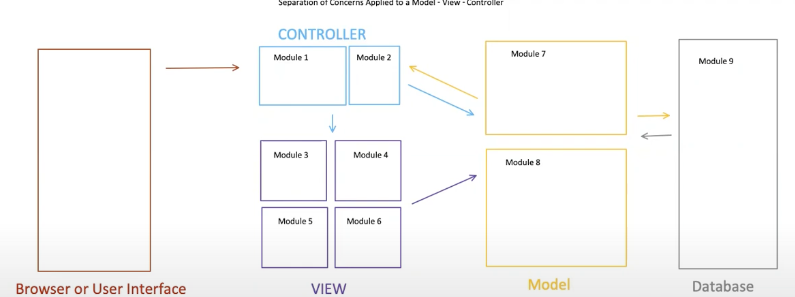 Separation of Concerns Applied to a Model - View - Controller
CONTROLLER
Module 1
Module 2
Module 7
Module 9
Module 3
Module 4
Module 8
Module 5
Module 6
Browser or User Interface
VIEW
Model
Database